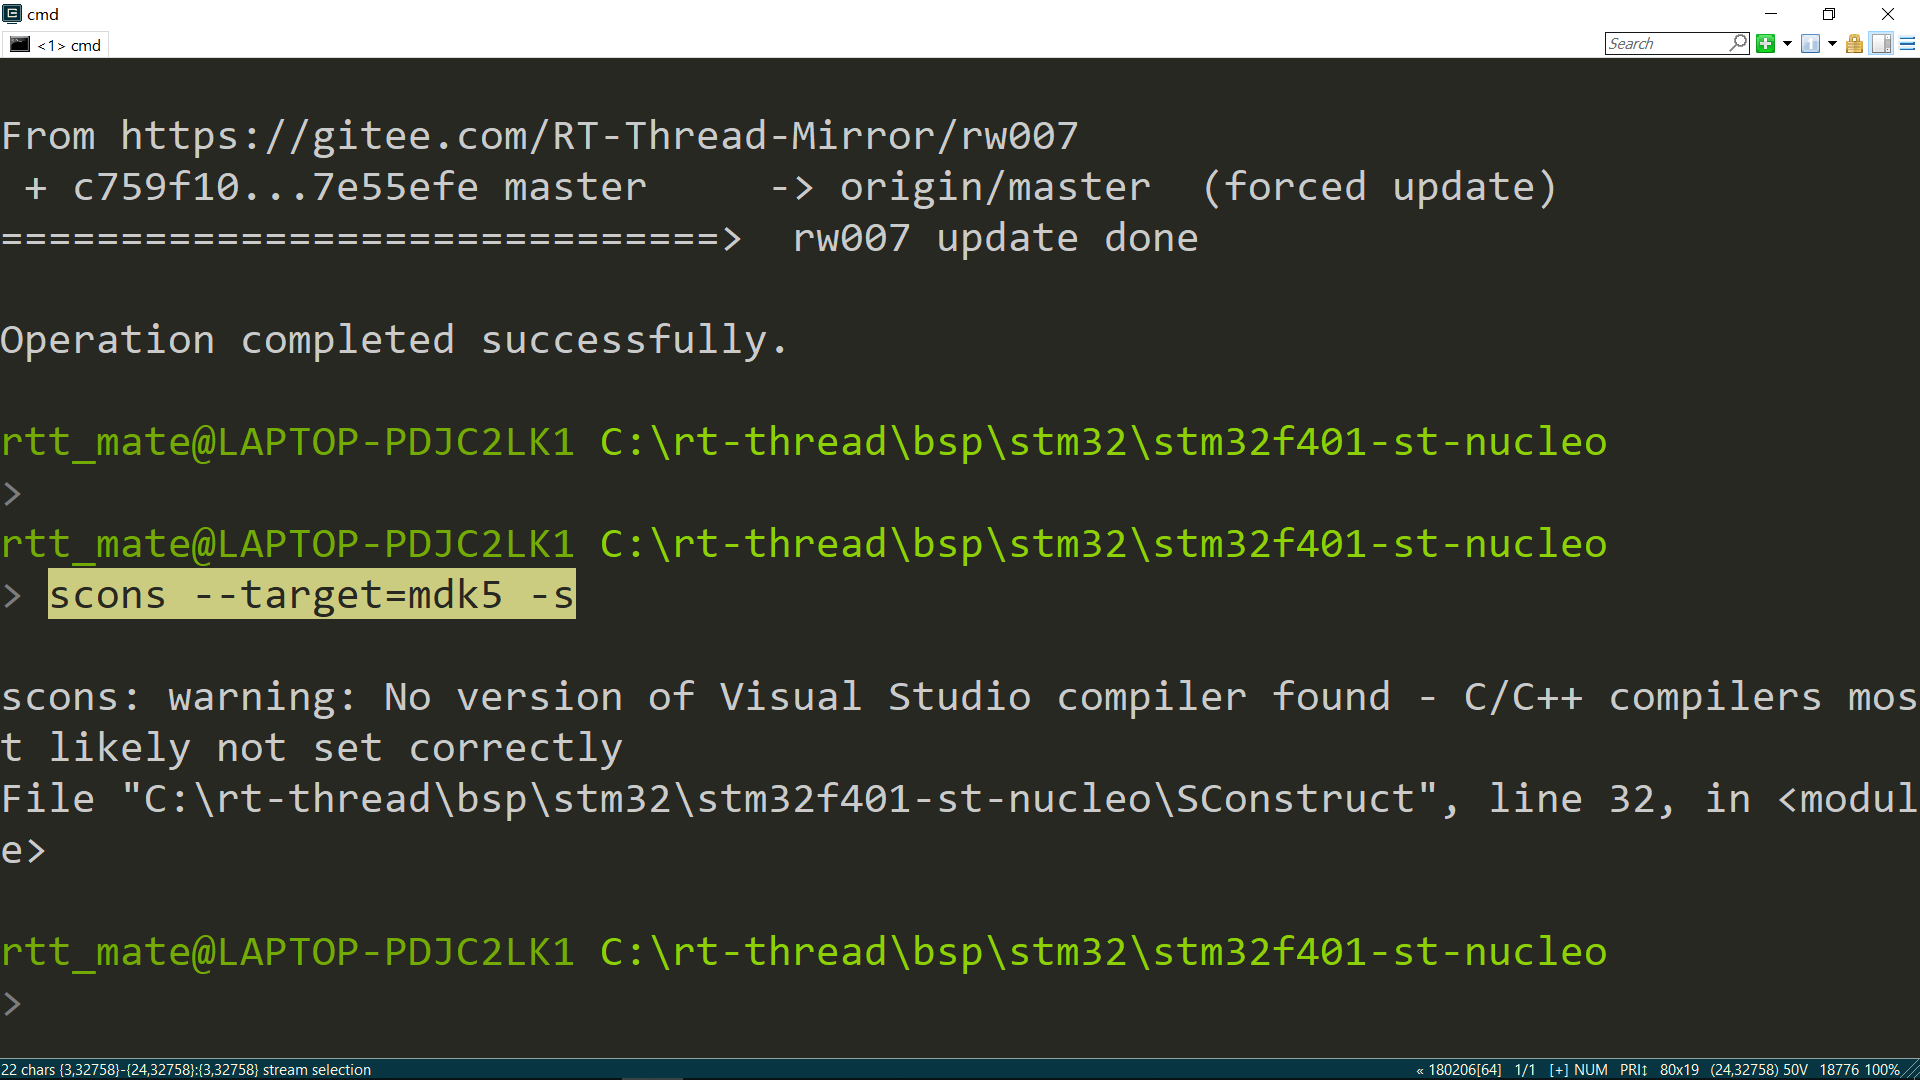 cmd
<1> cmd
Search
From https://gitee.com/RT-Thread-Mirror/rw007
 + c759f10...7e55efe master     -> origin/master  (forced update)
==============================>  rw007 update done
Operation completed successfully.
rtt_mate@LAPTOP-PDJC2LK1 C:\rt-thread\bsp\stm32\stm32f401-st-nucleo
>
rtt_mate@LAPTOP-PDJC2LK1 C:\rt-thread\bsp\stm32\stm32f401-st-nucleo
> scons --target=mdk5 -s
scons: warning: No version of Visual Studio compiler found - C/C++ compilers mos
t likely not set correctly
File "C:\rt-thread\bsp\stm32\stm32f401-st-nucleo\SConstruct", line 32, in <modul
e>
rtt_mate@LAPTOP-PDJC2LK1 C:\rt-thread\bsp\stm32\stm32f401-st-nucleo
>
22 chars {3,32758}-{24,32758}:{3,32758} stream selection
« 180206[64] 1/1 [+] NUM PRI↕ 80x19 (24,32758) 50V 18776 100%